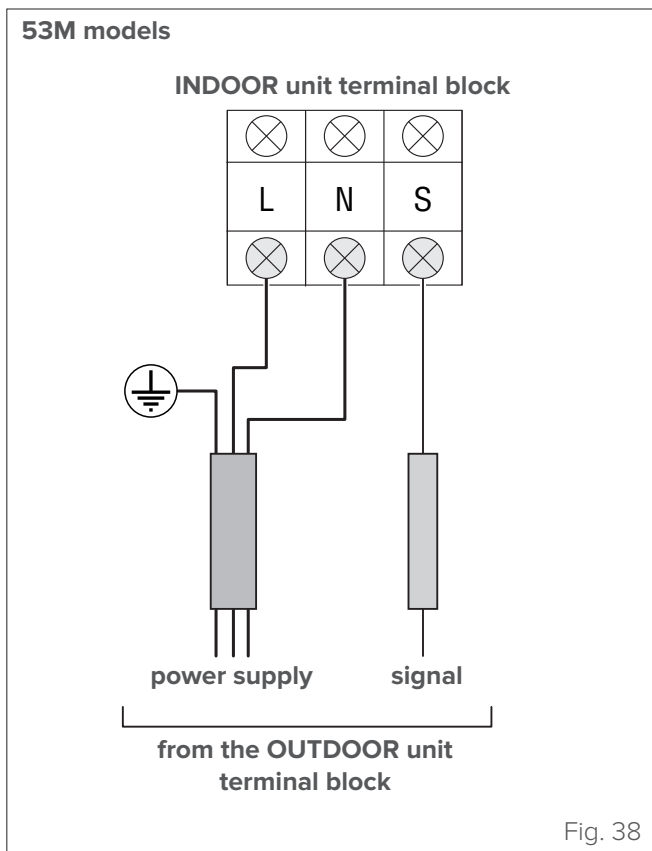 53M models
INDOOR unit terminal block
L N S
power supply signal
from the OUTDOOR unit
terminal block
Fig. 38